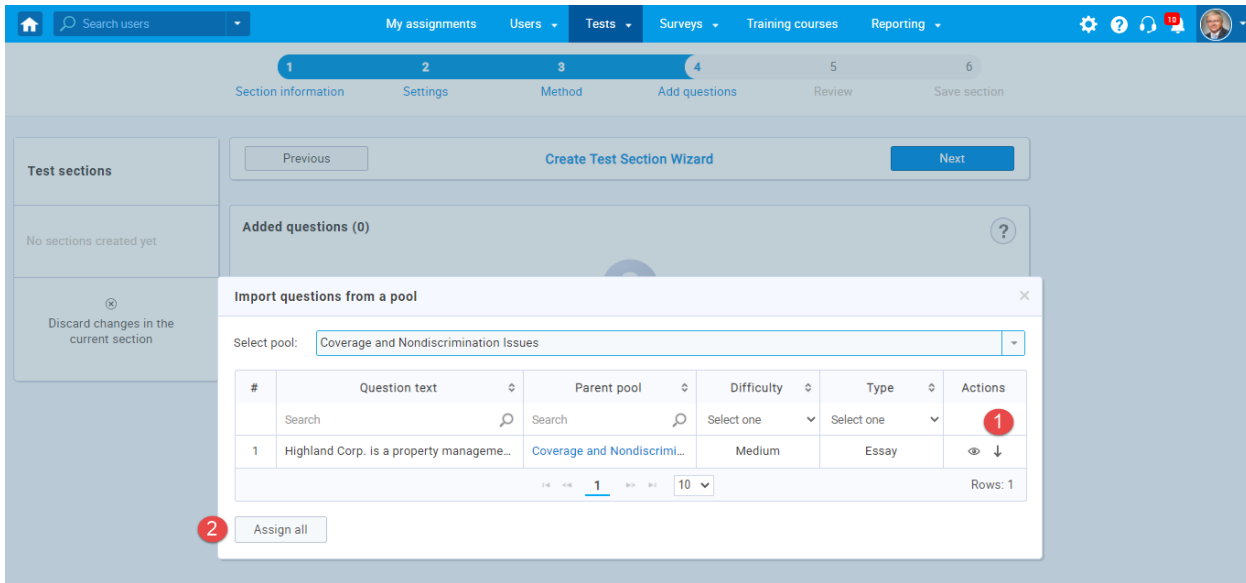 Search users
My assignments Users Tests Surveys Training courses Reporting
10
1 2 3 4 5 6
Section information Settings Method Add questions Review Save section
Test sections
No sections created yet
Discard changes in the
current section
Previous Create Test Section Wizard Next
Added questions (0)
?
Import questions from a pool
Select pool: Coverage and Nondiscrimination Issues
# Question text Parent pool Difficulty Type Actions
Search Search Select one Select one 1
1 Highland Corp. is a property manageme... Coverage and Nondiscrimi... Medium Essay
1 10 Rows: 1
2 Assign all